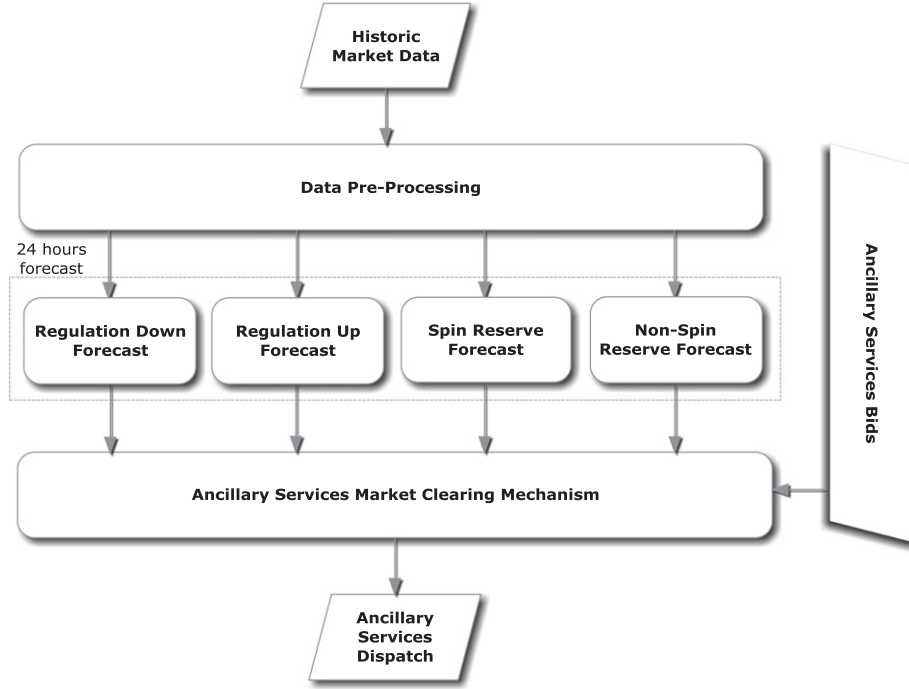 Historic
Market Data
Data Pre-Processing
24 hours
forecast
Regulation Down
Forecast
Regulation Up
Forecast
Spin Reserve
Forecast
Non-Spin
Reserve Forecast
Ancillary Services Bids
Ancillary Services Market Clearing Mechanism
Ancillary
Services
Dispatch